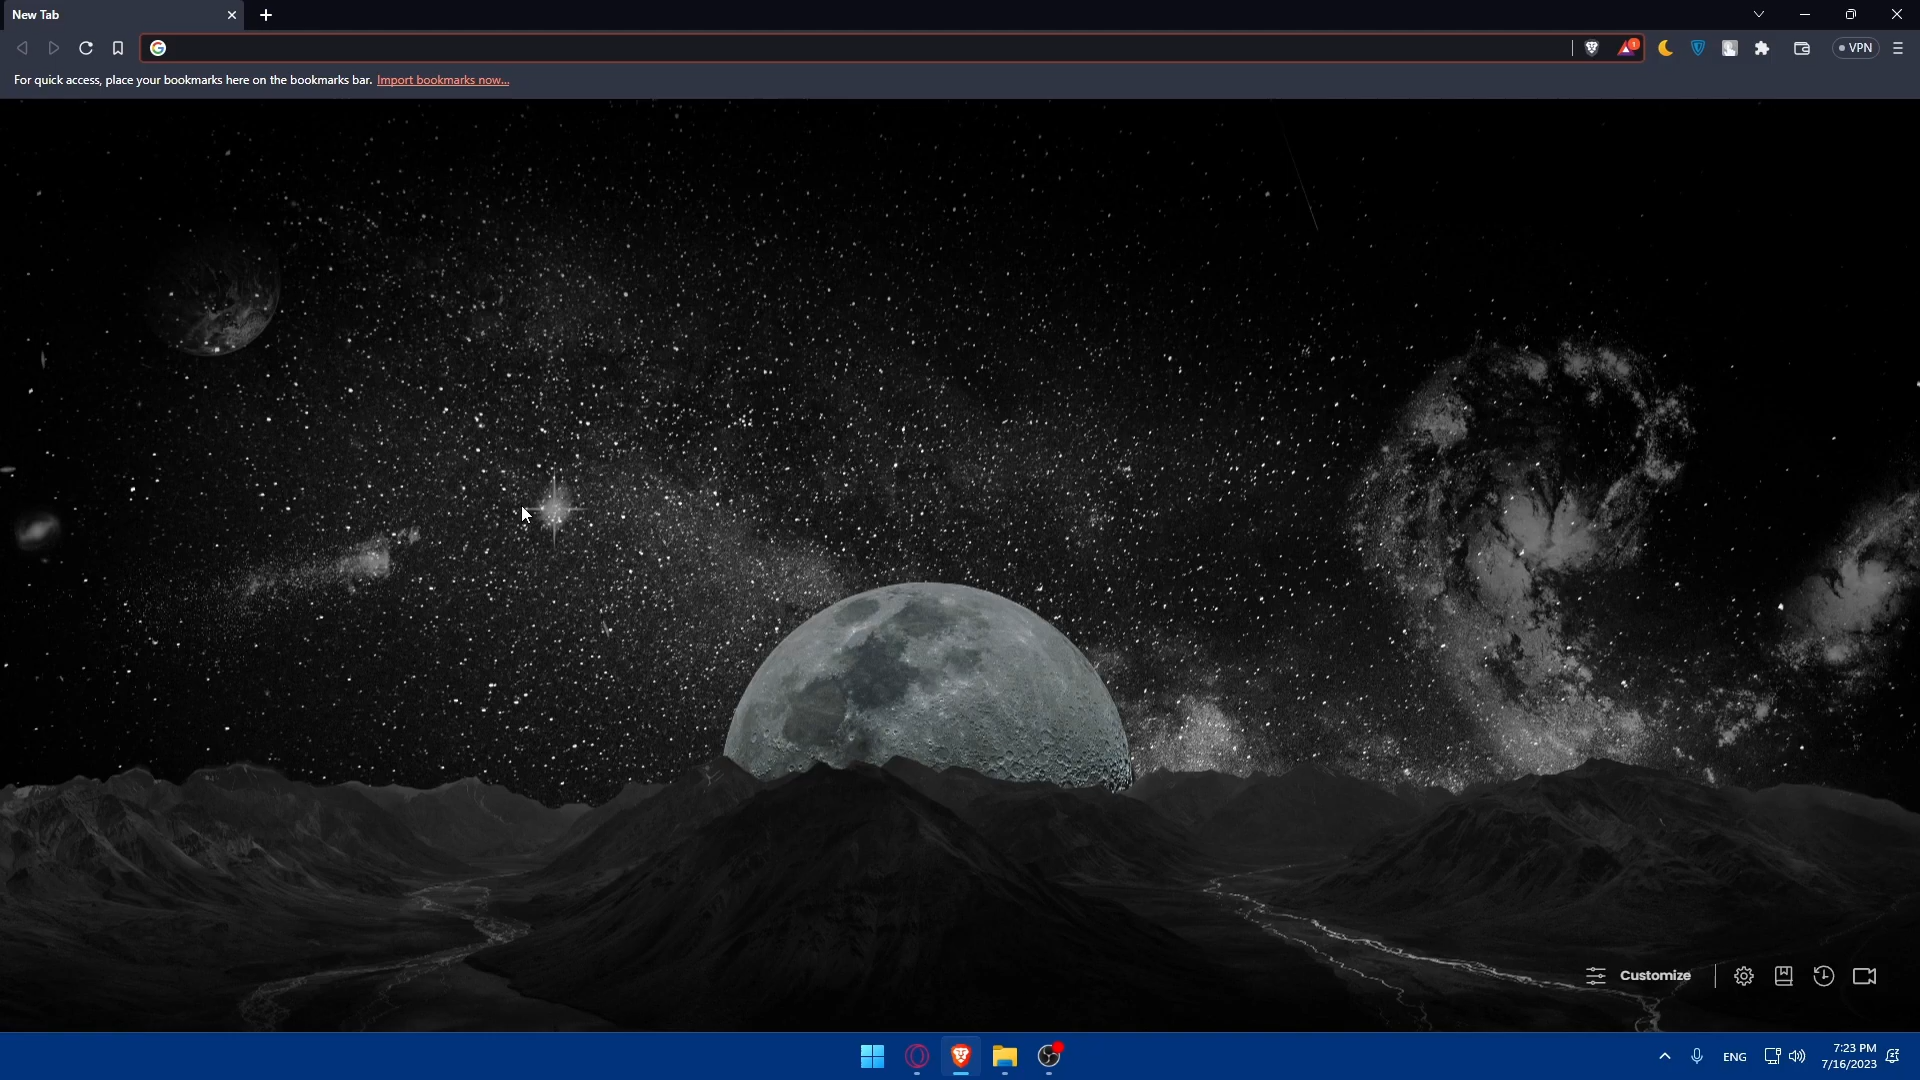 New Tab
1
VPN
For quick access, place your bookmarks here on the bookmarks bar. Import bookmarks now...
Customize
ENG
7:23 PM
7/16/2023